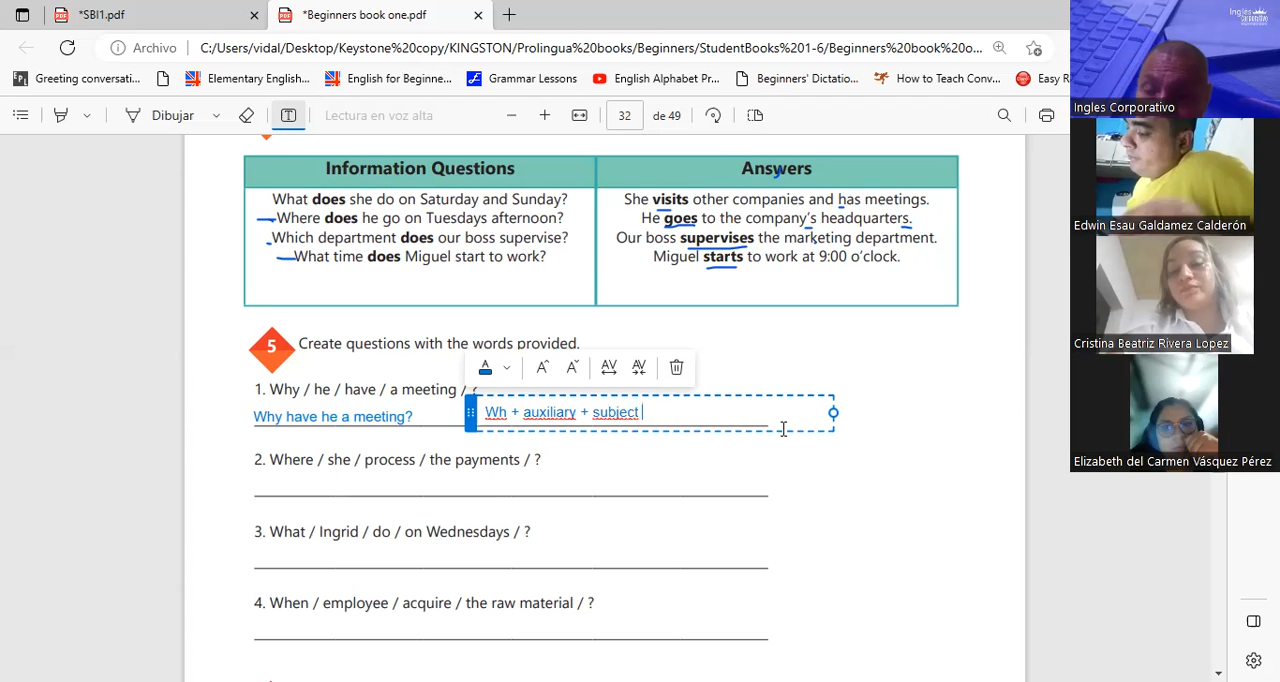 *SBI1.pdf
*Beginners book one.pdf
Archivo
C:/Users/vidal/Desktop/Keystone%20copy/KINGSTON/Prolingua%20books/Beginners/StudentBooks%201-6/Beginners%20book%20o...
Greeting conversati...
Elementary English...
English for Beginne...
Grammar Lessons
English Alphabet Pr...
Beginners' Dictatio...
How to Teach Conv...
Easy R
Dibujar
Lectura en voz alta
32
de 49
Information Questions
Answers
What does she do on Saturday and Sunday?
She visits other companies and has meetings.
Where does he go on Tuesdays afternoon?
He goes to the company's headquarters.
Which department does our boss supervise?
Our boss supervises the marketing department.
What time does Miguel start to work?
Miguel starts to work at 9:00 o'clock.
5
Create questions with the words provided.
1. Why / he / have / a meeting / ?
Why have he a meeting?
Wh + auxiliary + subject
2. Where / she / process / the payments / ?
3. What / Ingrid / do / on Wednesdays / ?
4. When / employee / acquire / the raw material / ?
Inglés
Ingles Corporativo
Edwin Esau Galdamez Calderón
Cristina Beatriz Rivera Lopez
Elizabeth del Carmen Vásquez Pérez